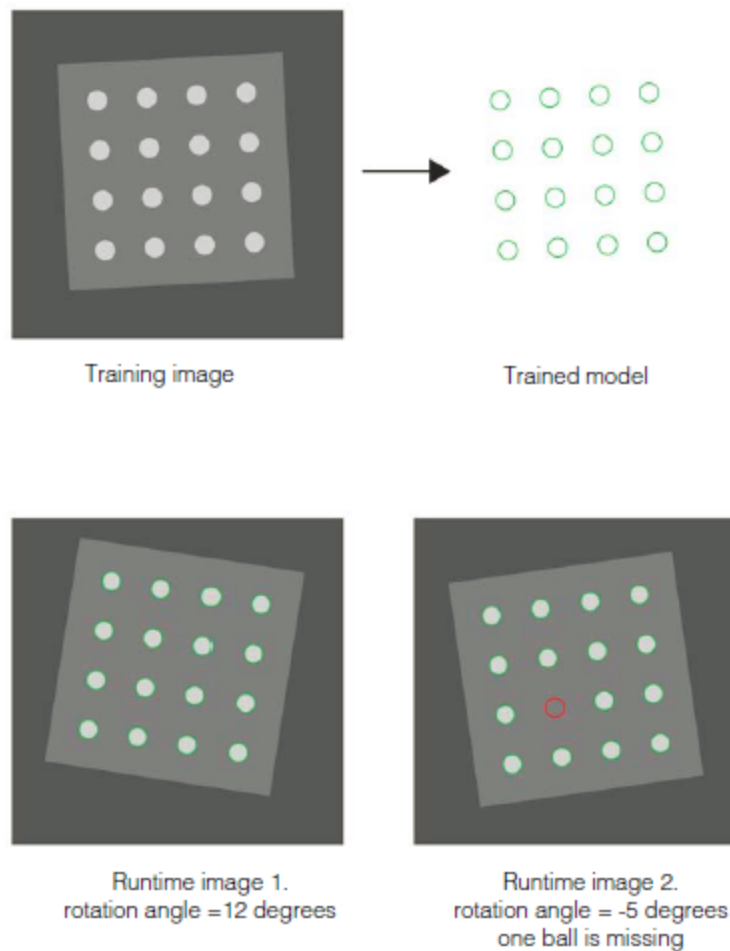 Training image
Trained model
Runtime image 1.
rotation angle =12 degrees
Runtime image 2.
rotation angle = -5 degrees
one ball is missing